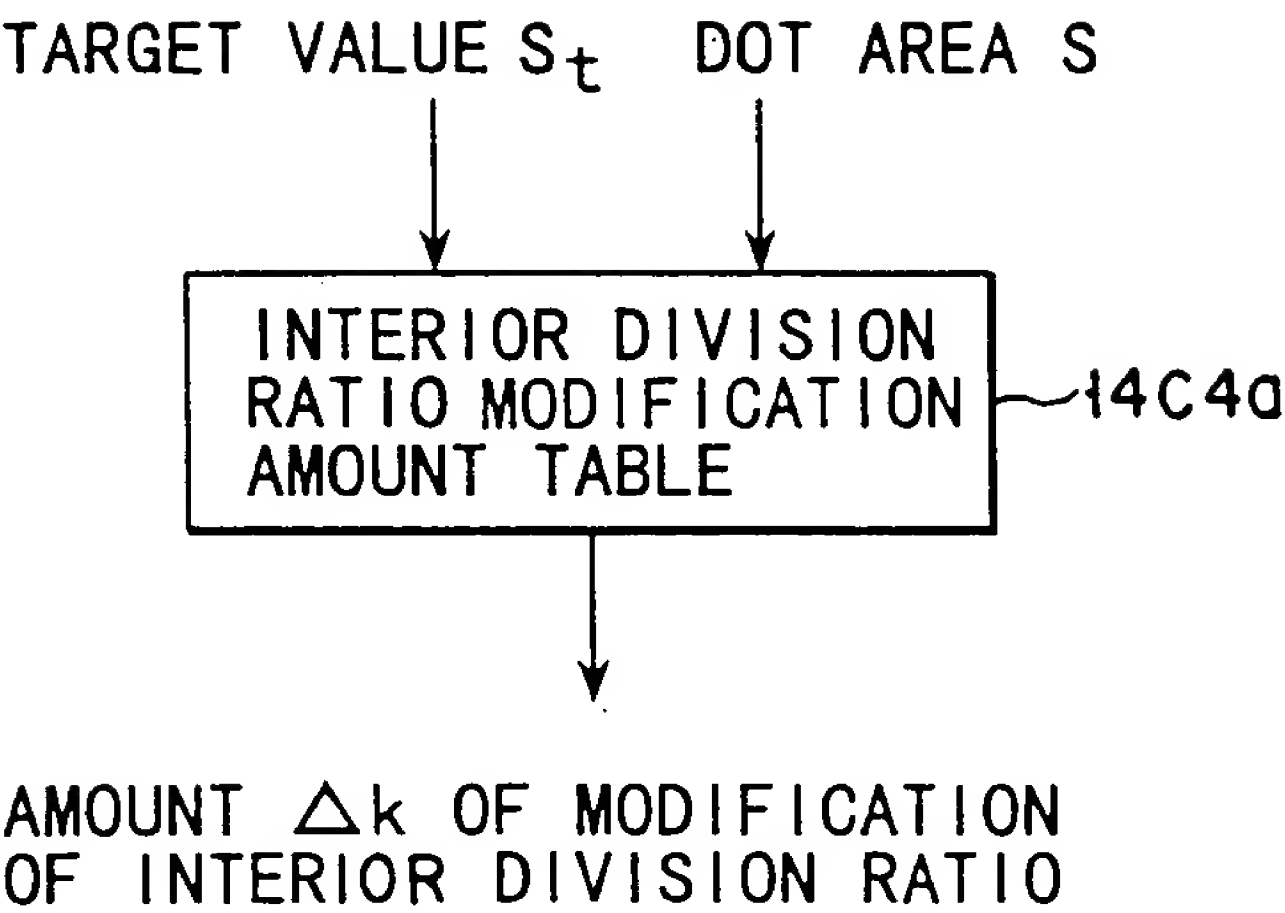 TARGET VALUE St DOT AREA S
INTERIOR DIVISION
RATIO MODIFICATION
AMOUNT TABLE
14C4a
AMOUNT Δk OF MODIFICATION
OF INTERIOR DIVISION RATIO